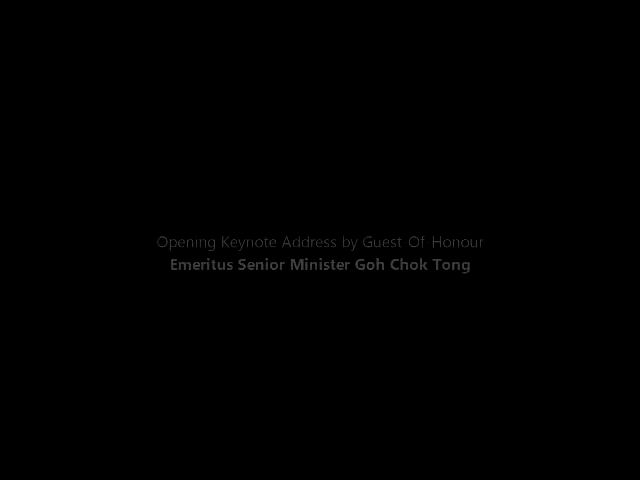 Opening Keynote Address by Guest Of Honour
Emeritus Senior Minister Goh Chok Tong